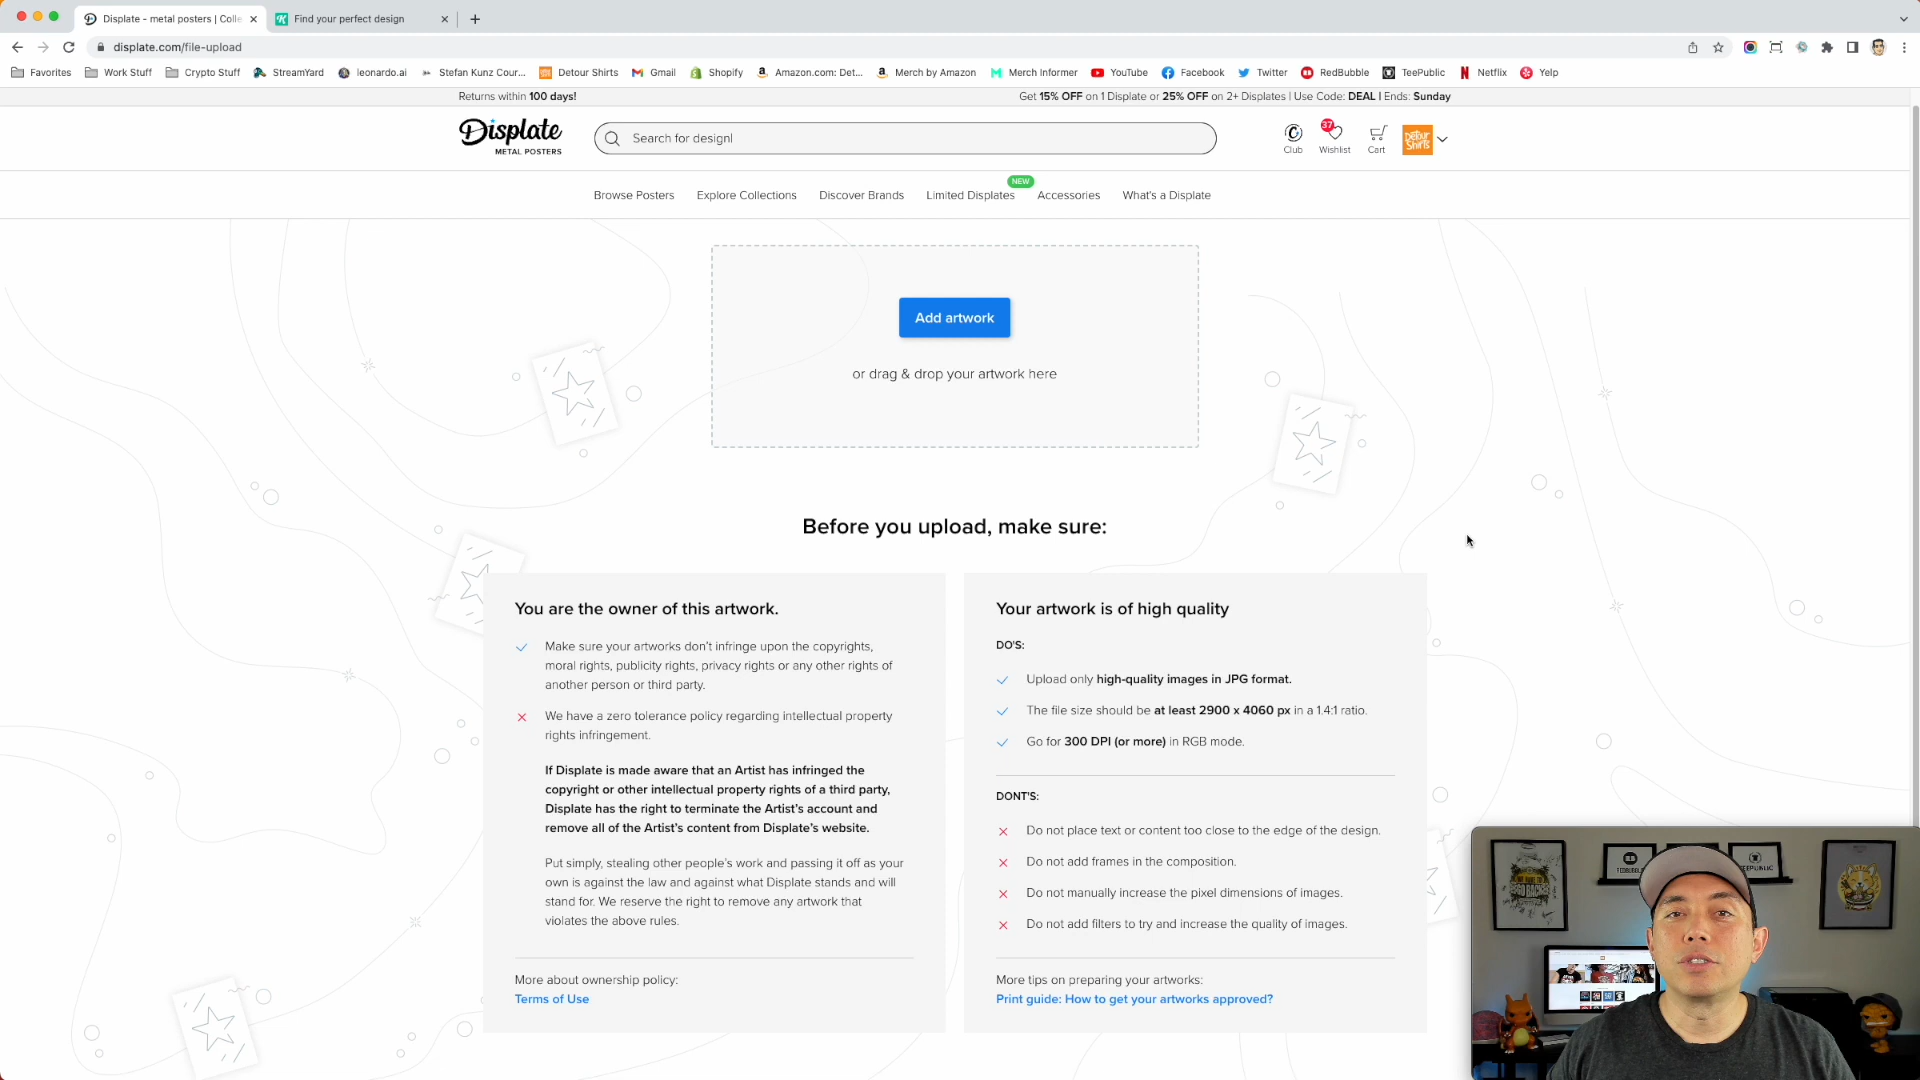 Displate - metal posters | Colle
Find your perfect design
displate.com/file-upload
Favorites Work Stuff Crypto Stuff StreamYard leonardo.ai Stefan Kunz Cour... Detour Shirts Gmail Shopify Amazon.com: Det... Merch by Amazon Merch Informer YouTube Facebook Twitter RedBubble TeePublic Netflix Yelp
Returns within 100 days!
Get 15% OFF on 1 Displate or 25% OFF on 2+ Displates | Use Code: DEAL | Ends: Sunday
Displate
METAL POSTERS
Search for designl
Club
37
Wishlist
Cart
DeTouR
Shirts
NEW
Browse Posters Explore Collections Discover Brands Limited Displates Accessories What's a Displate
Add artwork
or drag & drop your artwork here
Before you upload, make sure:
You are the owner of this artwork.
Make sure your artworks don't infringe upon the copyrights,
moral rights, publicity rights, privacy rights or any other rights of
another person or third party.
We have a zero tolerance policy regarding intellectual property
rights infringement.
If Displate is made aware that an Artist has infringed the
copyright or other intellectual property rights of a third party,
Displate has the right to terminate the Artist's account and
remove all of the Artist's content from Displate's website.
Put simply, stealing other people's work and passing it off as your
own is against the law and against what Displate stands and will
stand for. We reserve the right to remove any artwork that
violates the above rules.
More about ownership policy:
Terms of Use
Your artwork is of high quality
DO'S:
Upload only high-quality images in JPG format.
The file size should be at least 2900 x 4060 px in a 1.4:1 ratio.
Go for 300 DPI (or more) in RGB mode.
DONT'S:
Do not place text or content too close to the edge of the design.
Do not add frames in the composition.
Do not manually increase the pixel dimensions of images.
Do not add filters to try and increase the quality of images.
More tips on preparing your artworks:
Print guide: How to get your artworks approved?
REDBUBBLE
TEEPUBLIC